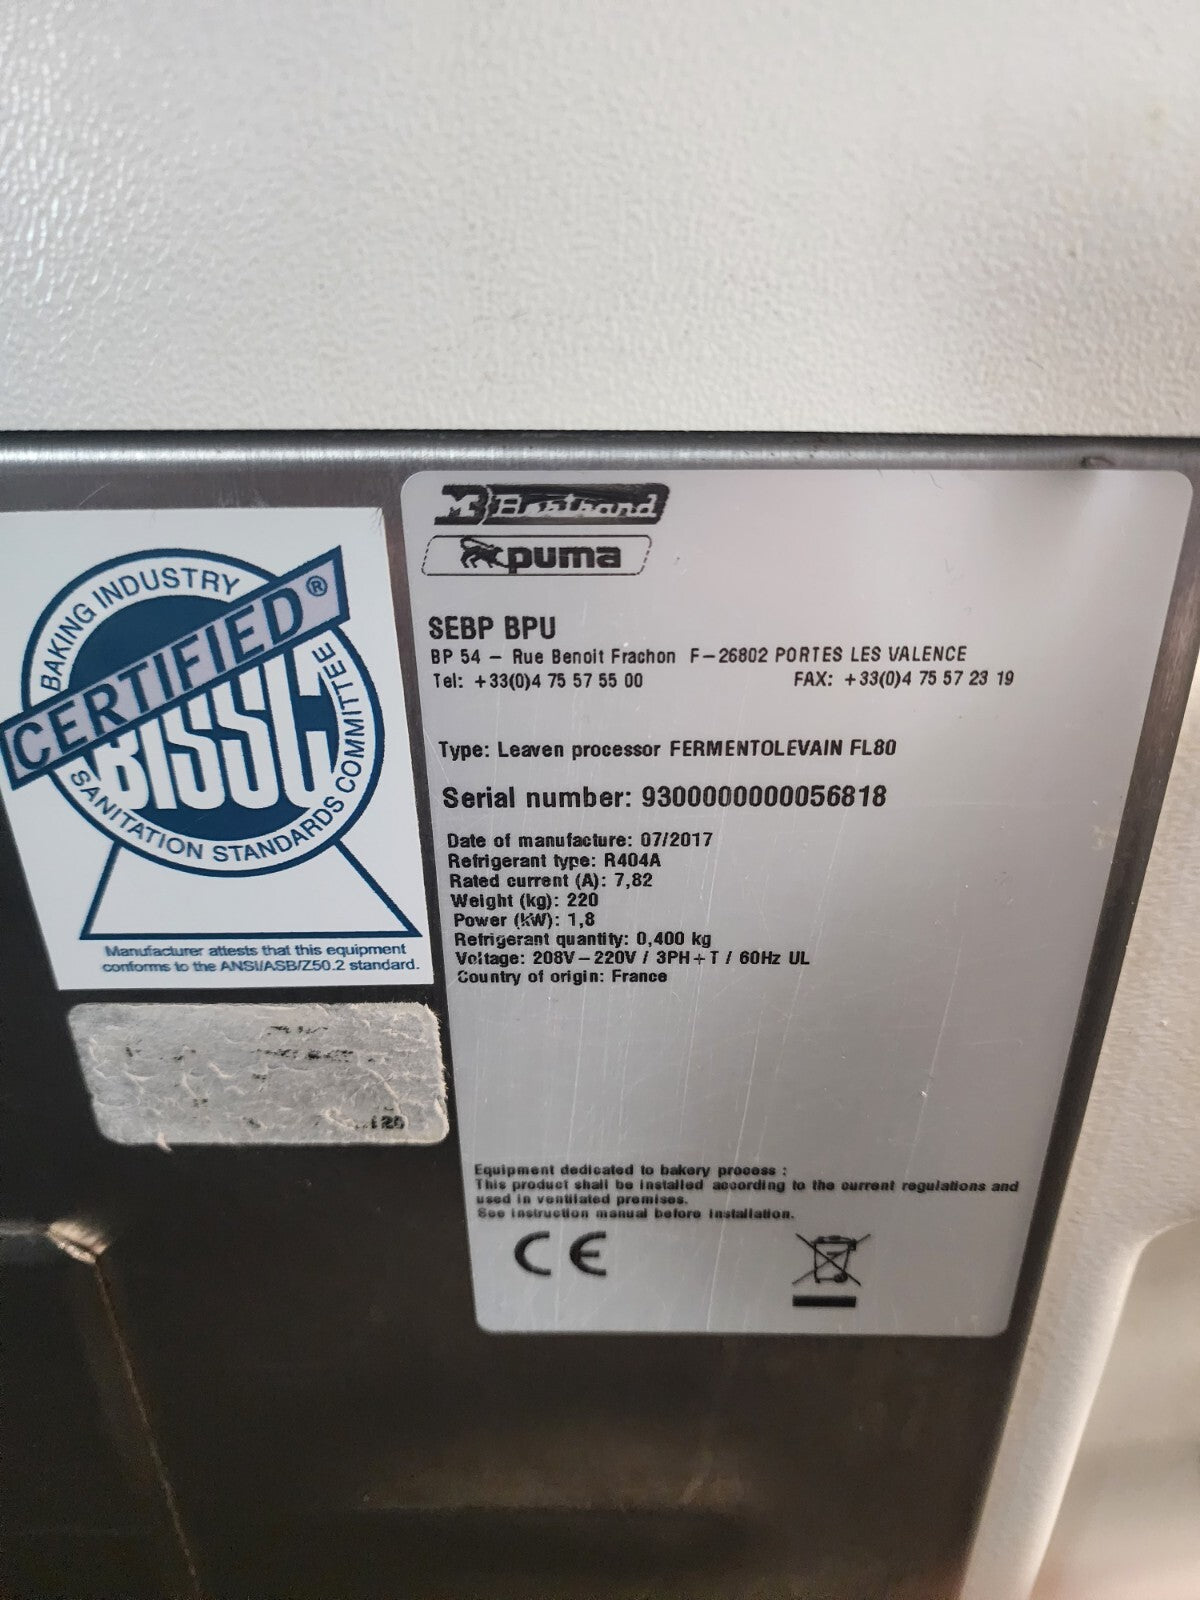 BAKING INDUSTRY
CERTIFIED®
BISSC
SANITATION STANDARDS COMMITTEE
Manufacturer attests that this equipment
conforms to the ANSI/ASB/Z50.2 standard.
Bertrand
puma
SEBP BPU
BP 54 – Rue Benoit Frachon F–26802 PORTES LES VALENCE
Tel: +33(0)4 75 57 55 00 FAX: +33(0)4 75 57 23 19
Type: Leaven processor FERMENTOLEVAIN FL80
Serial number: 9300000000056818
Date of manufacture: 07/2017
Refrigerant type: R404A
Rated current (A): 7,82
Weight (kg): 220
Power (kW): 1,8
Refrigerant quantity: 0,400 kg
Voltage: 208V–220V / 3PH+T / 60Hz UL
Country of origin: France
Equipment dedicated to bakery process :
This product shall be installed according to the current regulations and
used in ventilated premises.
See instruction manual before installation.
CE